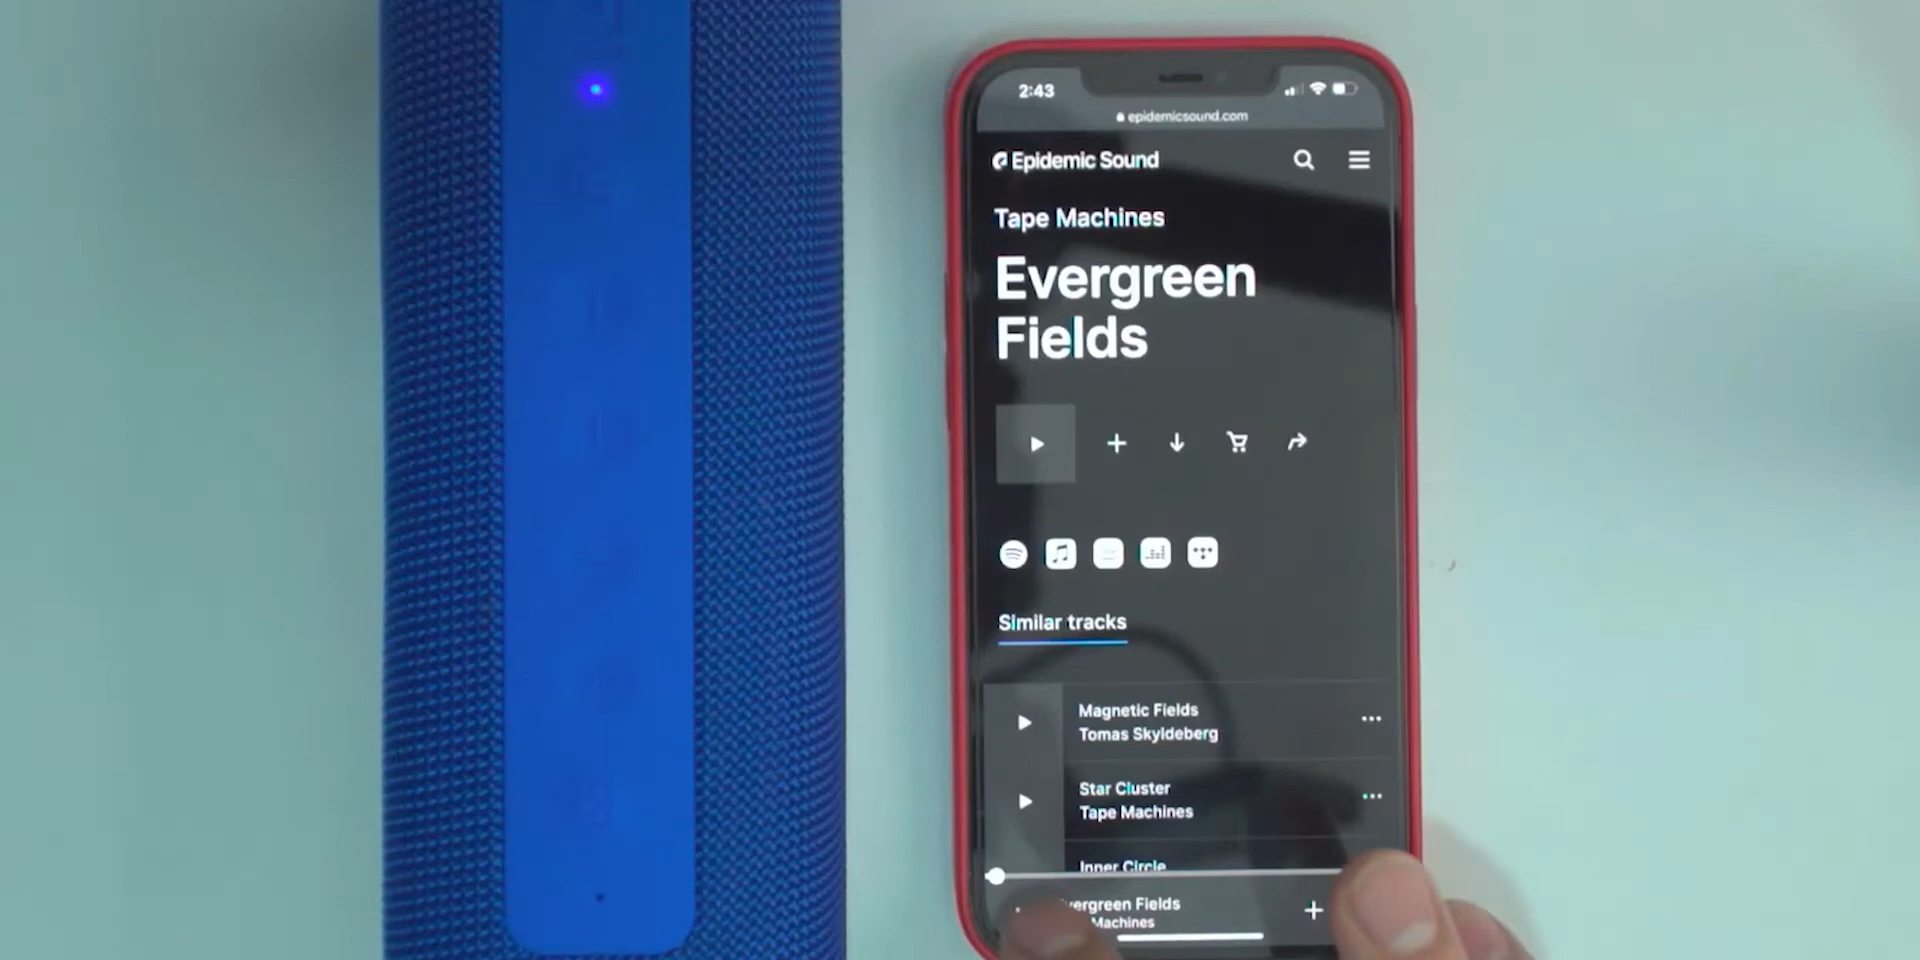 2:43
epidemicsound.com
Epidemic Sound
Tape Machines
Evergreen
Fields
Similar tracks
Magnetic Fields
Tomas Skyldeberg
Star Cluster
Tape Machines
Inner Circle
vergreen Fields
Machines